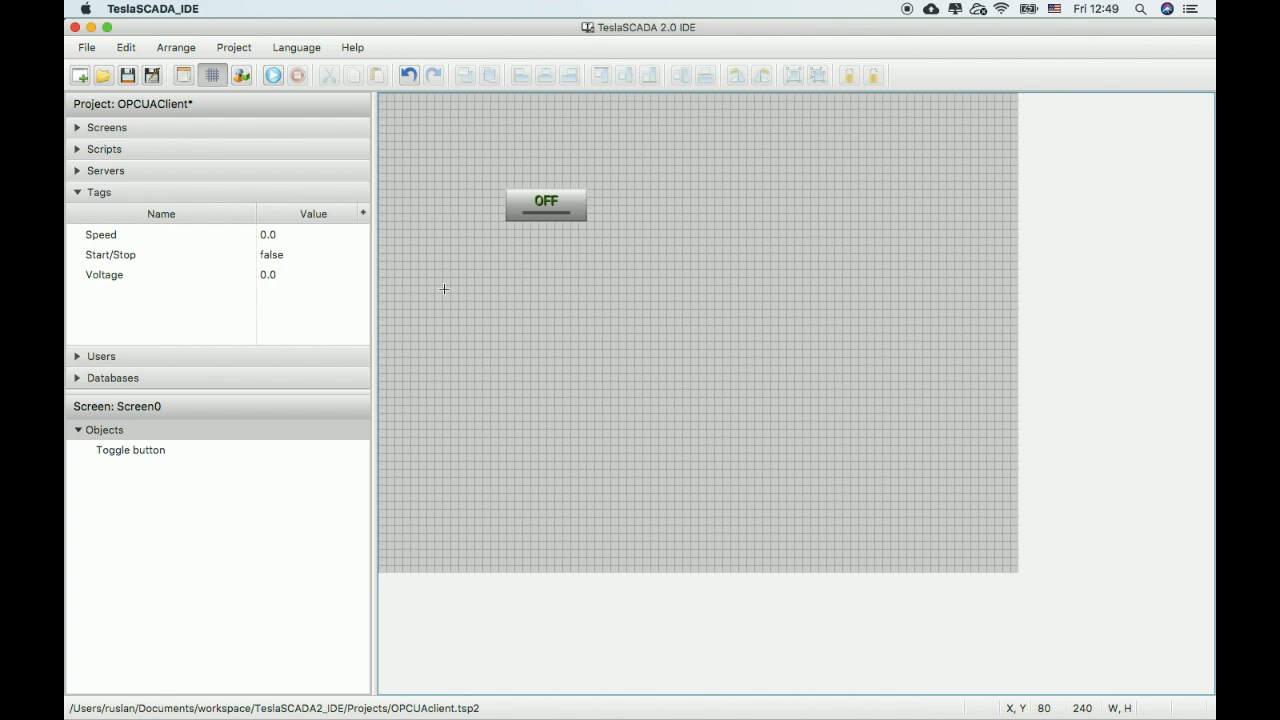 TeslaSCADA_IDE
Fri 12:49
TeslaSCADA 2.0 IDE
File Edit Arrange Project Language Help
Project: OPCUAClient*
Screens
Scripts
Servers
Tags
Name Value +
Speed 0.0
Start/Stop false
Voltage 0.0
Users
Databases
Screen: Screen0
Objects
Toggle button
OFF
/Users/ruslan/Documents/workspace/TeslaSCADA2_IDE/Projects/OPCUAclient.tsp2
X, Y 80 240 W, H